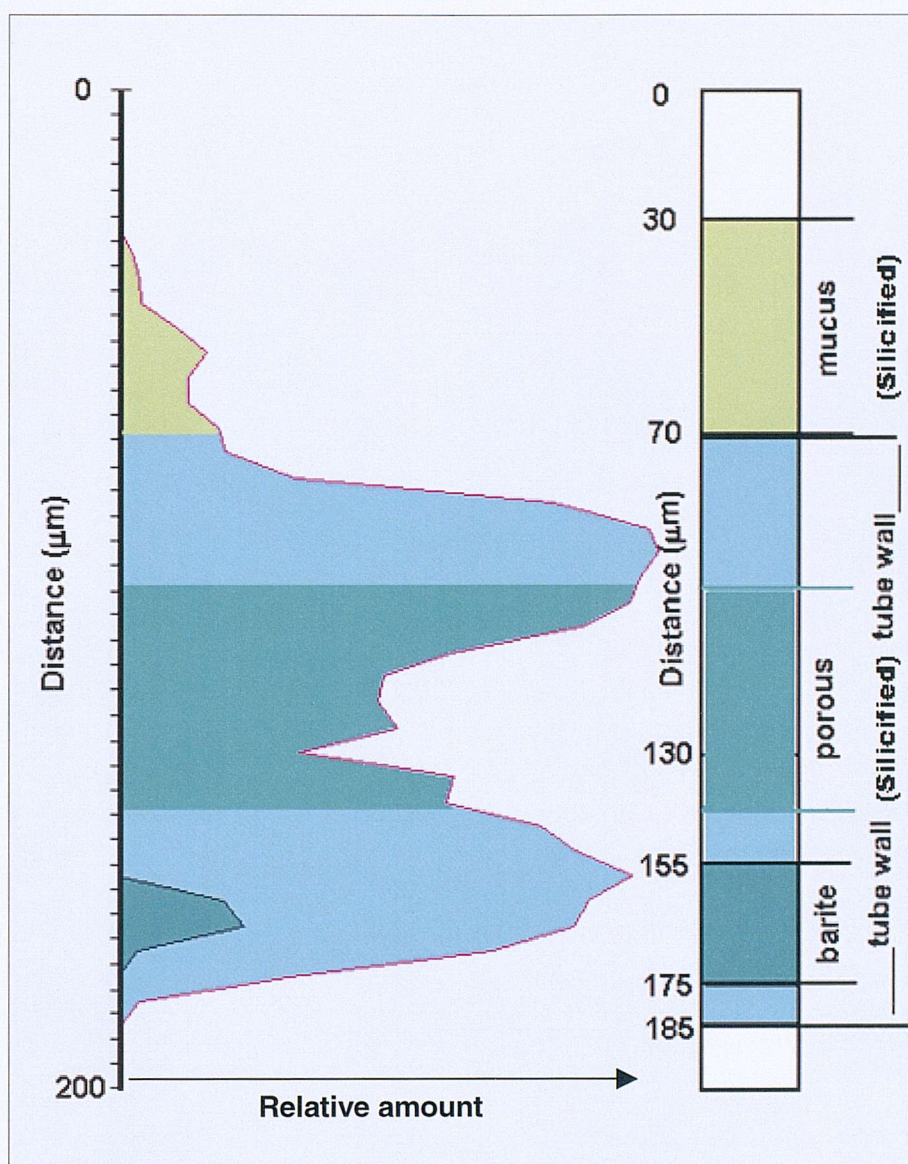 0
Distance (μm)
200
Relative amount
0
30
70
Distance (μm)
130
155
175
185
mucus
porous
barite
(Silicified)
tube wall (Silicified) tube wall